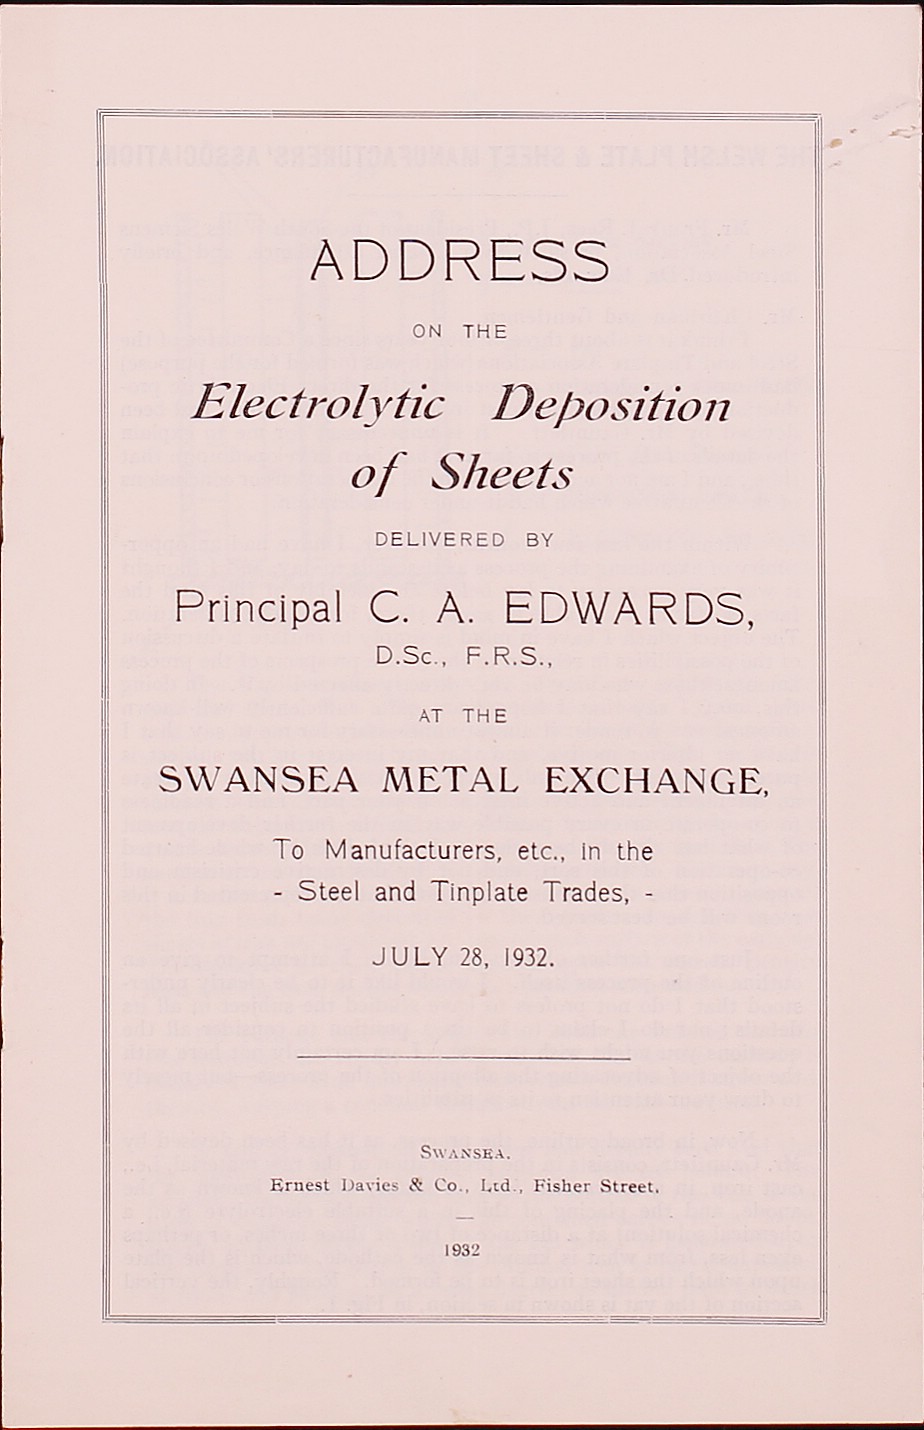 ADDRESS
ON THE
Electrolytic Deposition
of Sheets
DELIVERED BY
Principal C. A. EDWARDS,
D.Sc., F.R.S.,
AT THE
SWANSEA METAL EXCHANGE,
To Manufacturers, etc., in the
- Steel and Tinplate Trades, -
JULY 28, 1932.
SWANSEA.
Ernest Davies & Co., Ltd., Fisher Street.
1932